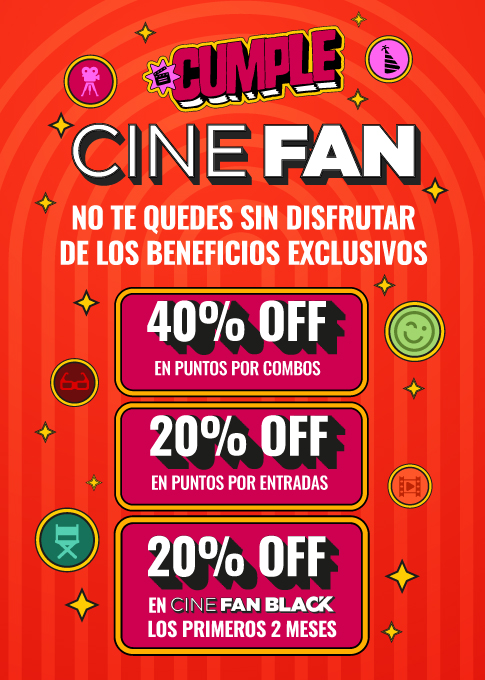 CUMPLE
CINE FAN
NO TE QUEDES SIN DISFRUTAR
DE LOS BENEFICIOS EXCLUSIVOS
40% OFF
EN PUNTOS POR COMBOS
20% OFF
EN PUNTOS POR ENTRADAS
20% OFF
EN CINE FAN BLACK
LOS PRIMEROS 2 MESES